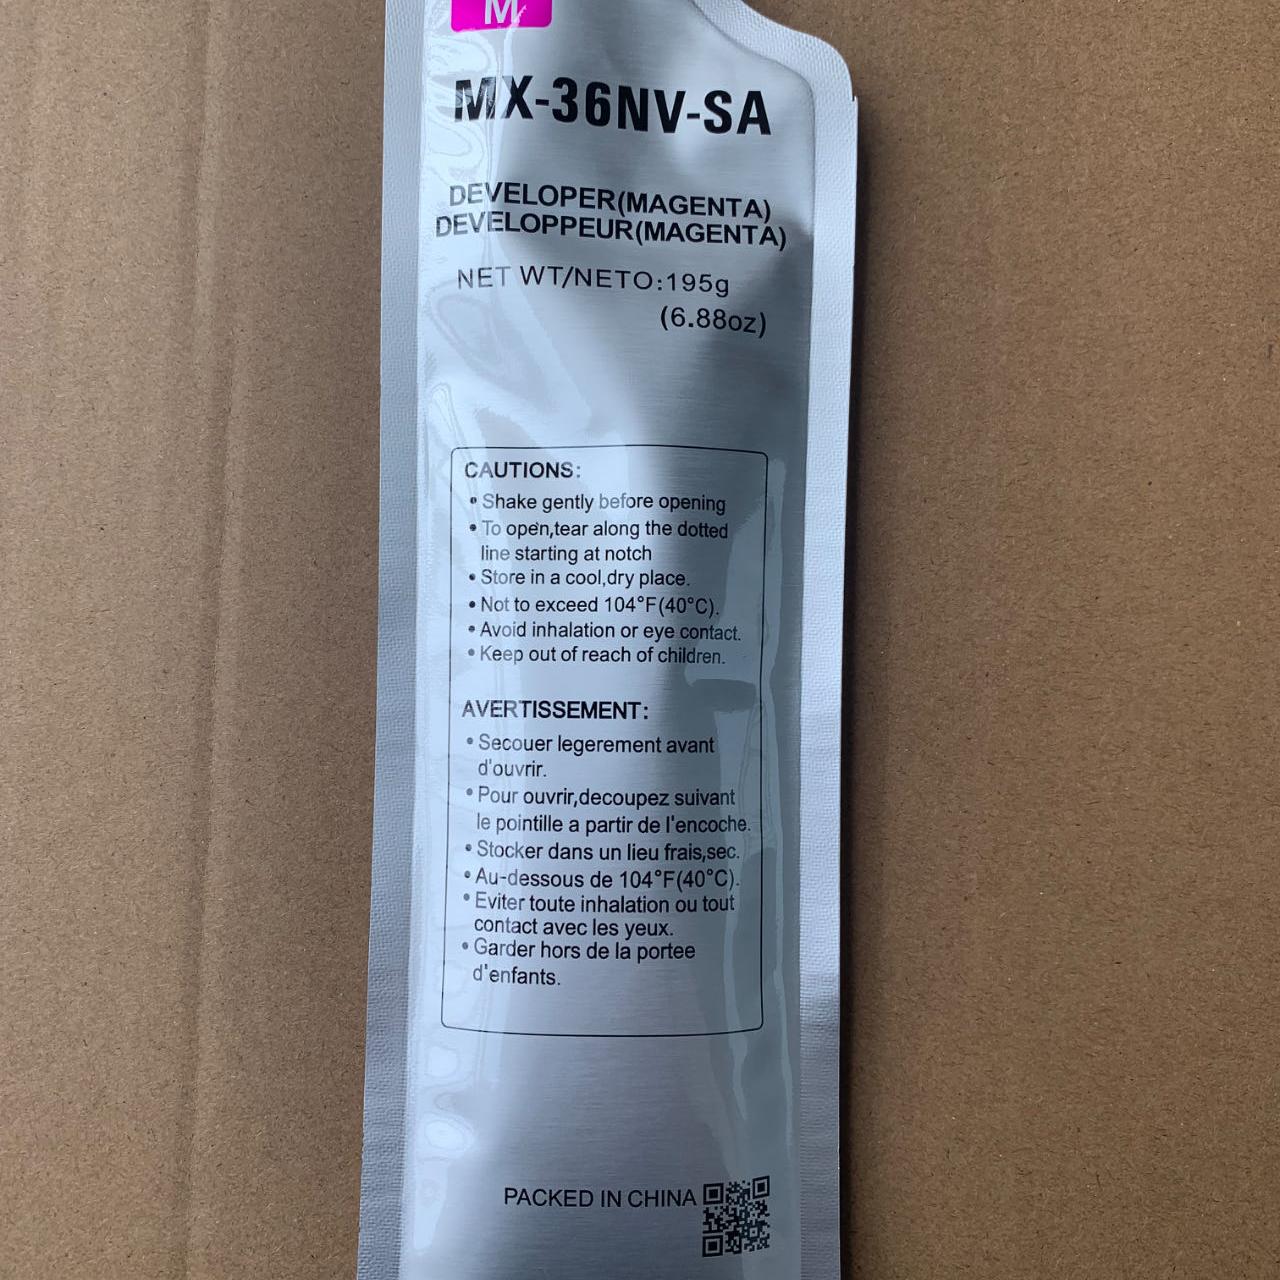 M
MX-36NV-SA
DEVELOPER(MAGENTA)
DEVELOPPEUR(MAGENTA)
NET WT/NETO:195g
(6.88oz)
CAUTIONS:
• Shake gently before opening
• To open,tear along the dotted
line starting at notch
• Store in a cool,dry place.
• Not to exceed 104°F(40°C).
• Avoid inhalation or eye contact.
• Keep out of reach of children.
AVERTISSEMENT:
• Secouer legerement avant
d'ouvrir.
• Pour ouvrir,decoupez suivant
le pointille a partir de l'encoche.
• Stocker dans un lieu frais,sec.
• Au-dessous de 104°F(40°C).
• Eviter toute inhalation ou tout
contact avec les yeux.
• Garder hors de la portee
d'enfants.
PACKED IN CHINA